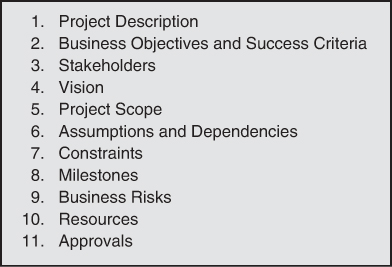 1. Project Description
2. Business Objectives and Success Criteria
3. Stakeholders
4. Vision
5. Project Scope
6. Assumptions and Dependencies
7. Constraints
8. Milestones
9. Business Risks
10. Resources
11. Approvals